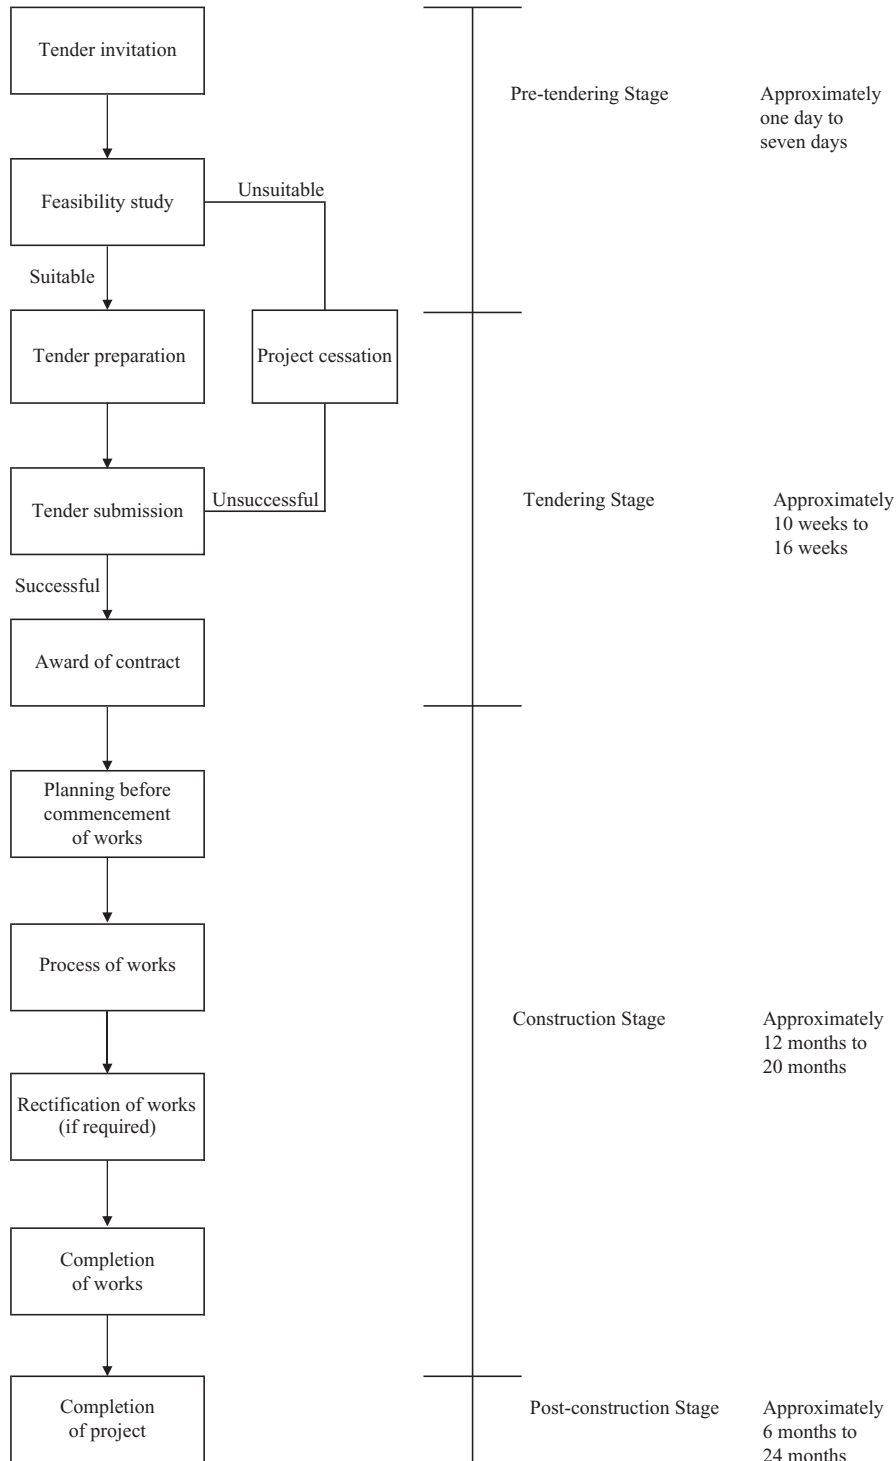 Tender invitation
Pre-tendering Stage
Approximately
one day to
seven days
Feasibility study
Unsuitable
Suitable
Tender preparation
Project cessation
Tender submission
Unsuccessful
Tendering Stage
Approximately
10 weeks to
16 weeks
Successful
Award of contract
Planning before
commencement
of works
Process of works
Construction Stage
Approximately
12 months to
20 months
Rectification of works
(if required)
Completion
of works
Completion
of project
Post-construction Stage
Approximately
6 months to
24 months